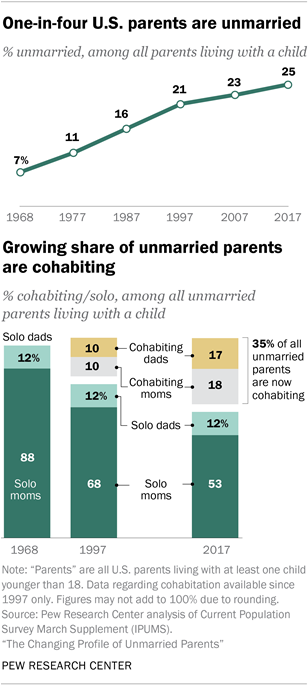 One-in-four U.S. parents are unmarried
% unmarried, among all parents living with a child
7%
11
16
21
23
25
1968
1977
1987
1997
2007
2017
Growing share of unmarried parents
are cohabiting
% cohabiting/solo, among all unmarried
parents living with a child
Solo dads
12%
88
Solo
moms
10
10
12%
68
Cohabiting
dads
Cohabiting
moms
Solo dads
Solo
moms
17
18
12%
53
35% of all
unmarried
parents
are now
cohabiting
1968
1997
2017
Note: “Parents” are all U.S. parents living with at least one child
younger than 18. Data regarding cohabitation available since
1997 only. Figures may not add to 100% due to rounding.
Source: Pew Research Center analysis of Current Population
Survey March Supplement (IPUMS).
“The Changing Profile of Unmarried Parents”
PEW RESEARCH CENTER